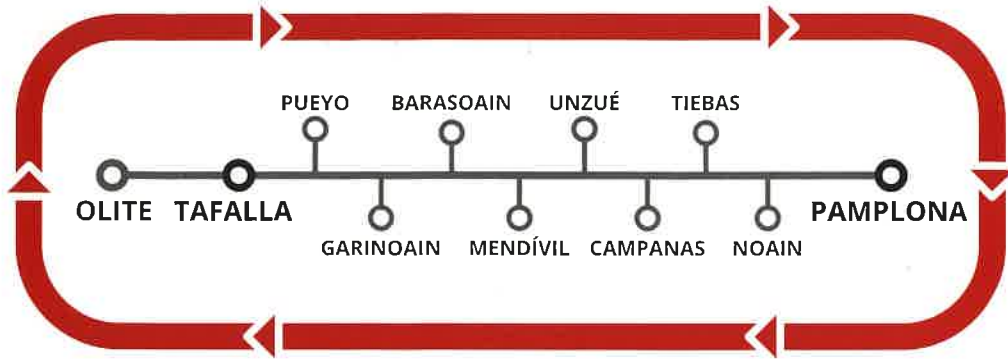 PUEYO BARASOAIN UNZUÉ TIEBAS
OLITE TAFALLA PAMPLONA
GARINOAIN MENDÍVIL CAMPANAS NOAIN